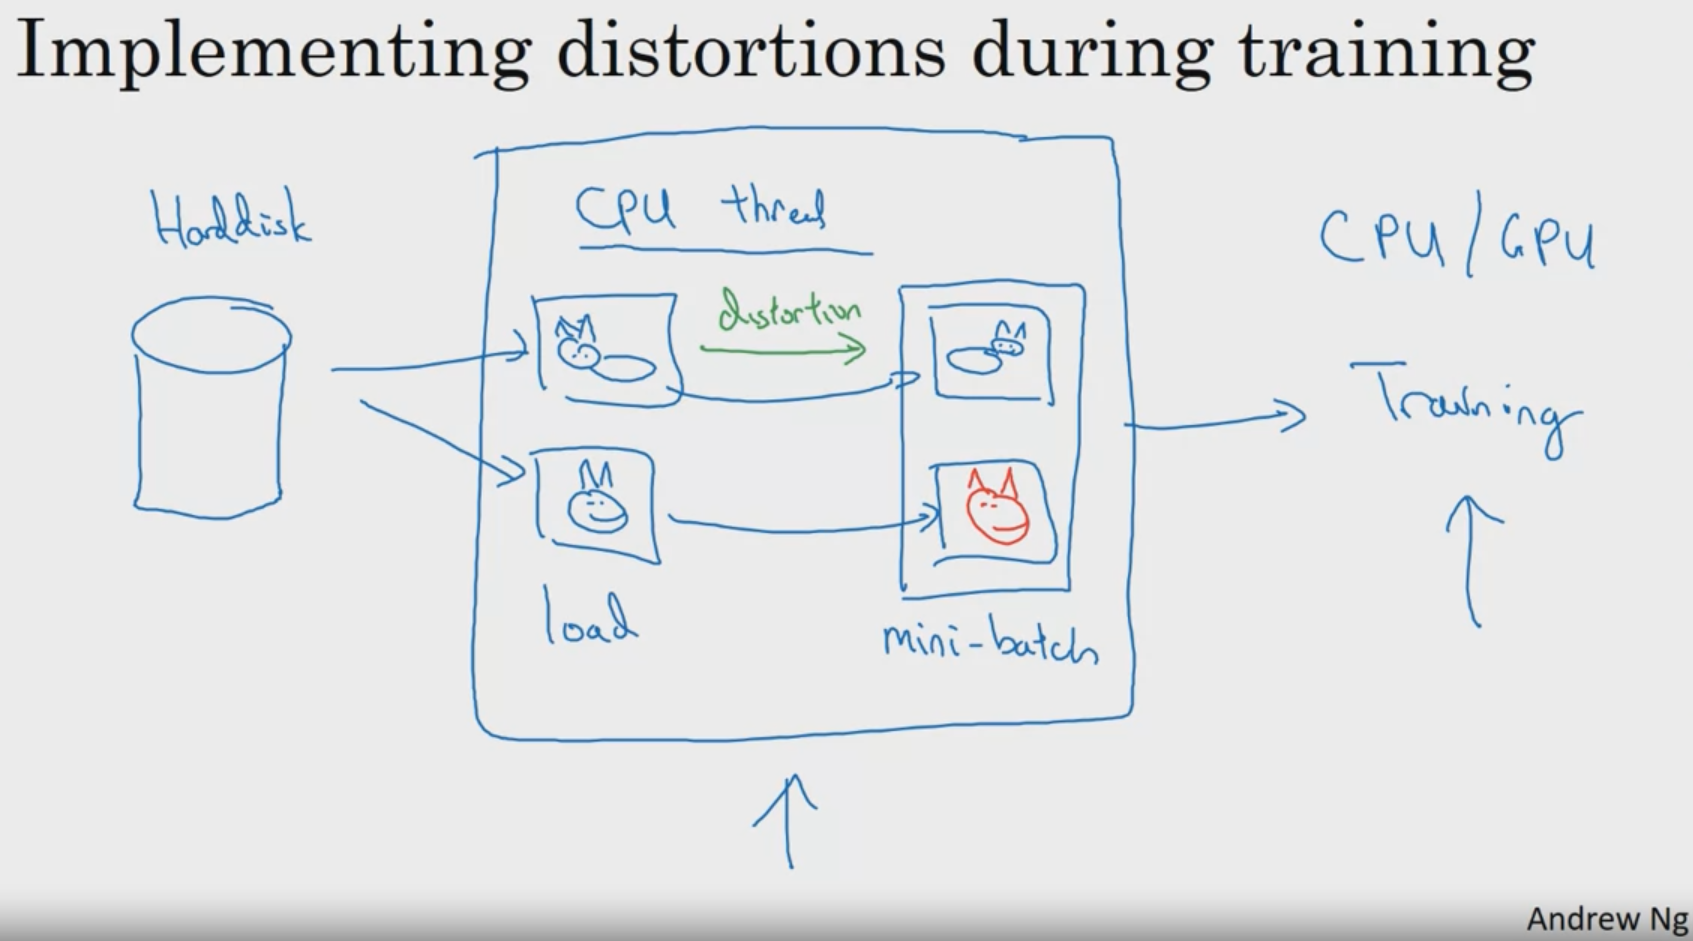 Implementing distortions during training
Harddisk
CPU thread
CPU/GPU
distortion
Training
load
mini-batch
Andrew Ng